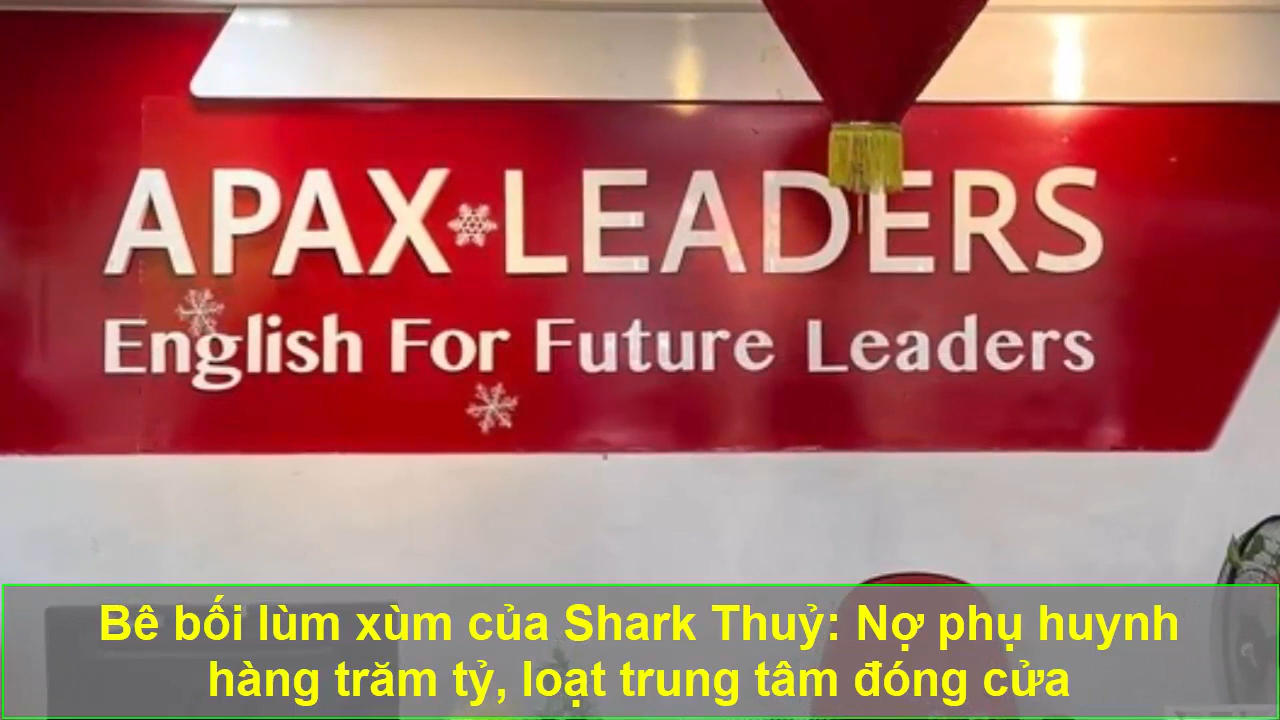 APAX LEADERS
English For Future Leaders
Bê bối lùm xùm của Shark Thuỷ: Nợ phụ huynh
hàng trăm tỷ, loạt trung tâm đóng cửa